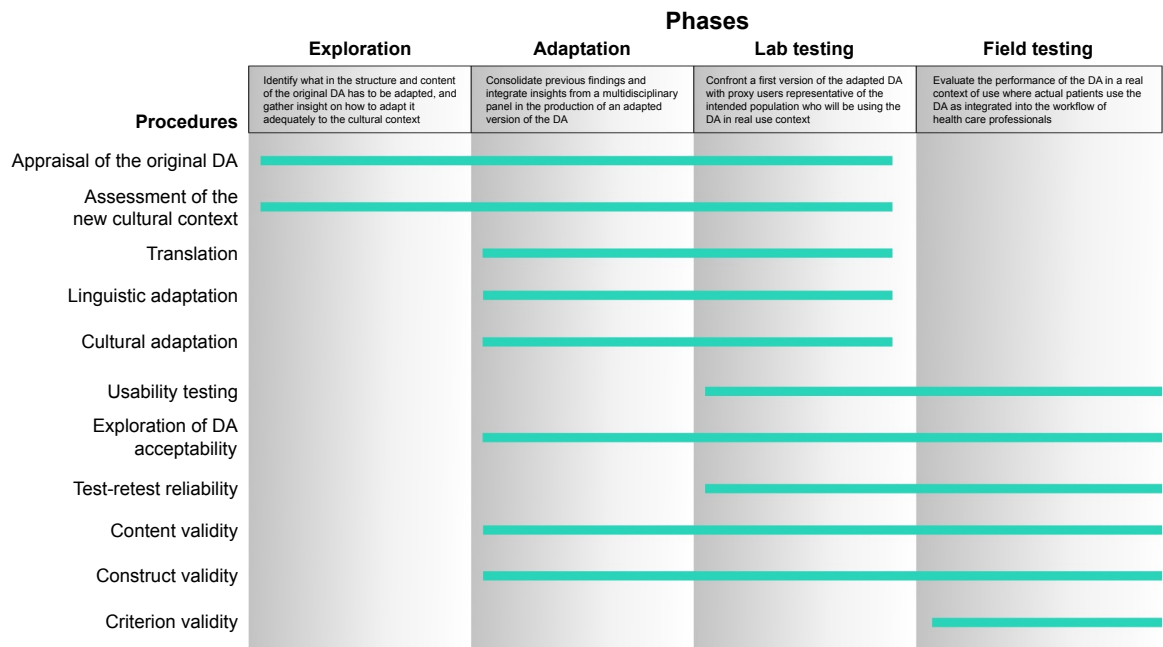 Phases
Exploration
Adaptation
Lab testing
Field testing
Procedures
Identify what in the structure and content
of the original DA has to be adapted, and
gather insight on how to adapt it
adequately to the cultural context
Consolidate previous findings and
integrate insights from a multidisciplinary
panel in the production of an adapted
version of the DA
Confront a first version of the adapted DA
with proxy users representative of the
intended population who will be using the
DA in real use context
Evaluate the performance of the DA in a real
context of use where actual patients use the
DA as integrated into the workflow of
health care professionals
Appraisal of the original DA
Assessment of the
new cultural context
Translation
Linguistic adaptation
Cultural adaptation
Usability testing
Exploration of DA
acceptability
Test-retest reliability
Content validity
Construct validity
Criterion validity